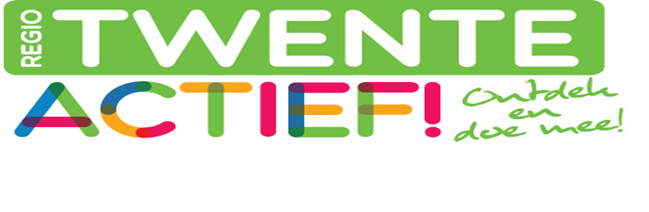 REGIO
TWENTE
ACTIEF!
Ontdek
en
doe mee!